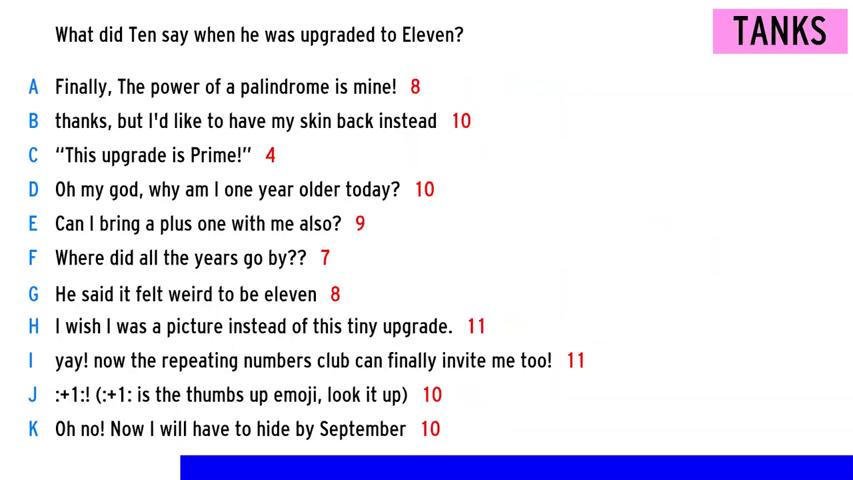 What did Ten say when he was upgraded to Eleven?
TANKS
A Finally, The power of a palindrome is mine! 8
B thanks, but I'd like to have my skin back instead 10
C “This upgrade is Prime!” 4
D Oh my god, why am I one year older today? 10
E Can I bring a plus one with me also? 9
F Where did all the years go by?? 7
G He said it felt weird to be eleven 8
H I wish I was a picture instead of this tiny upgrade. 11
I yay! now the repeating numbers club can finally invite me too! 11
J :+1:! (:+1: is the thumbs up emoji, look it up) 10
K Oh no! Now I will have to hide by September 10